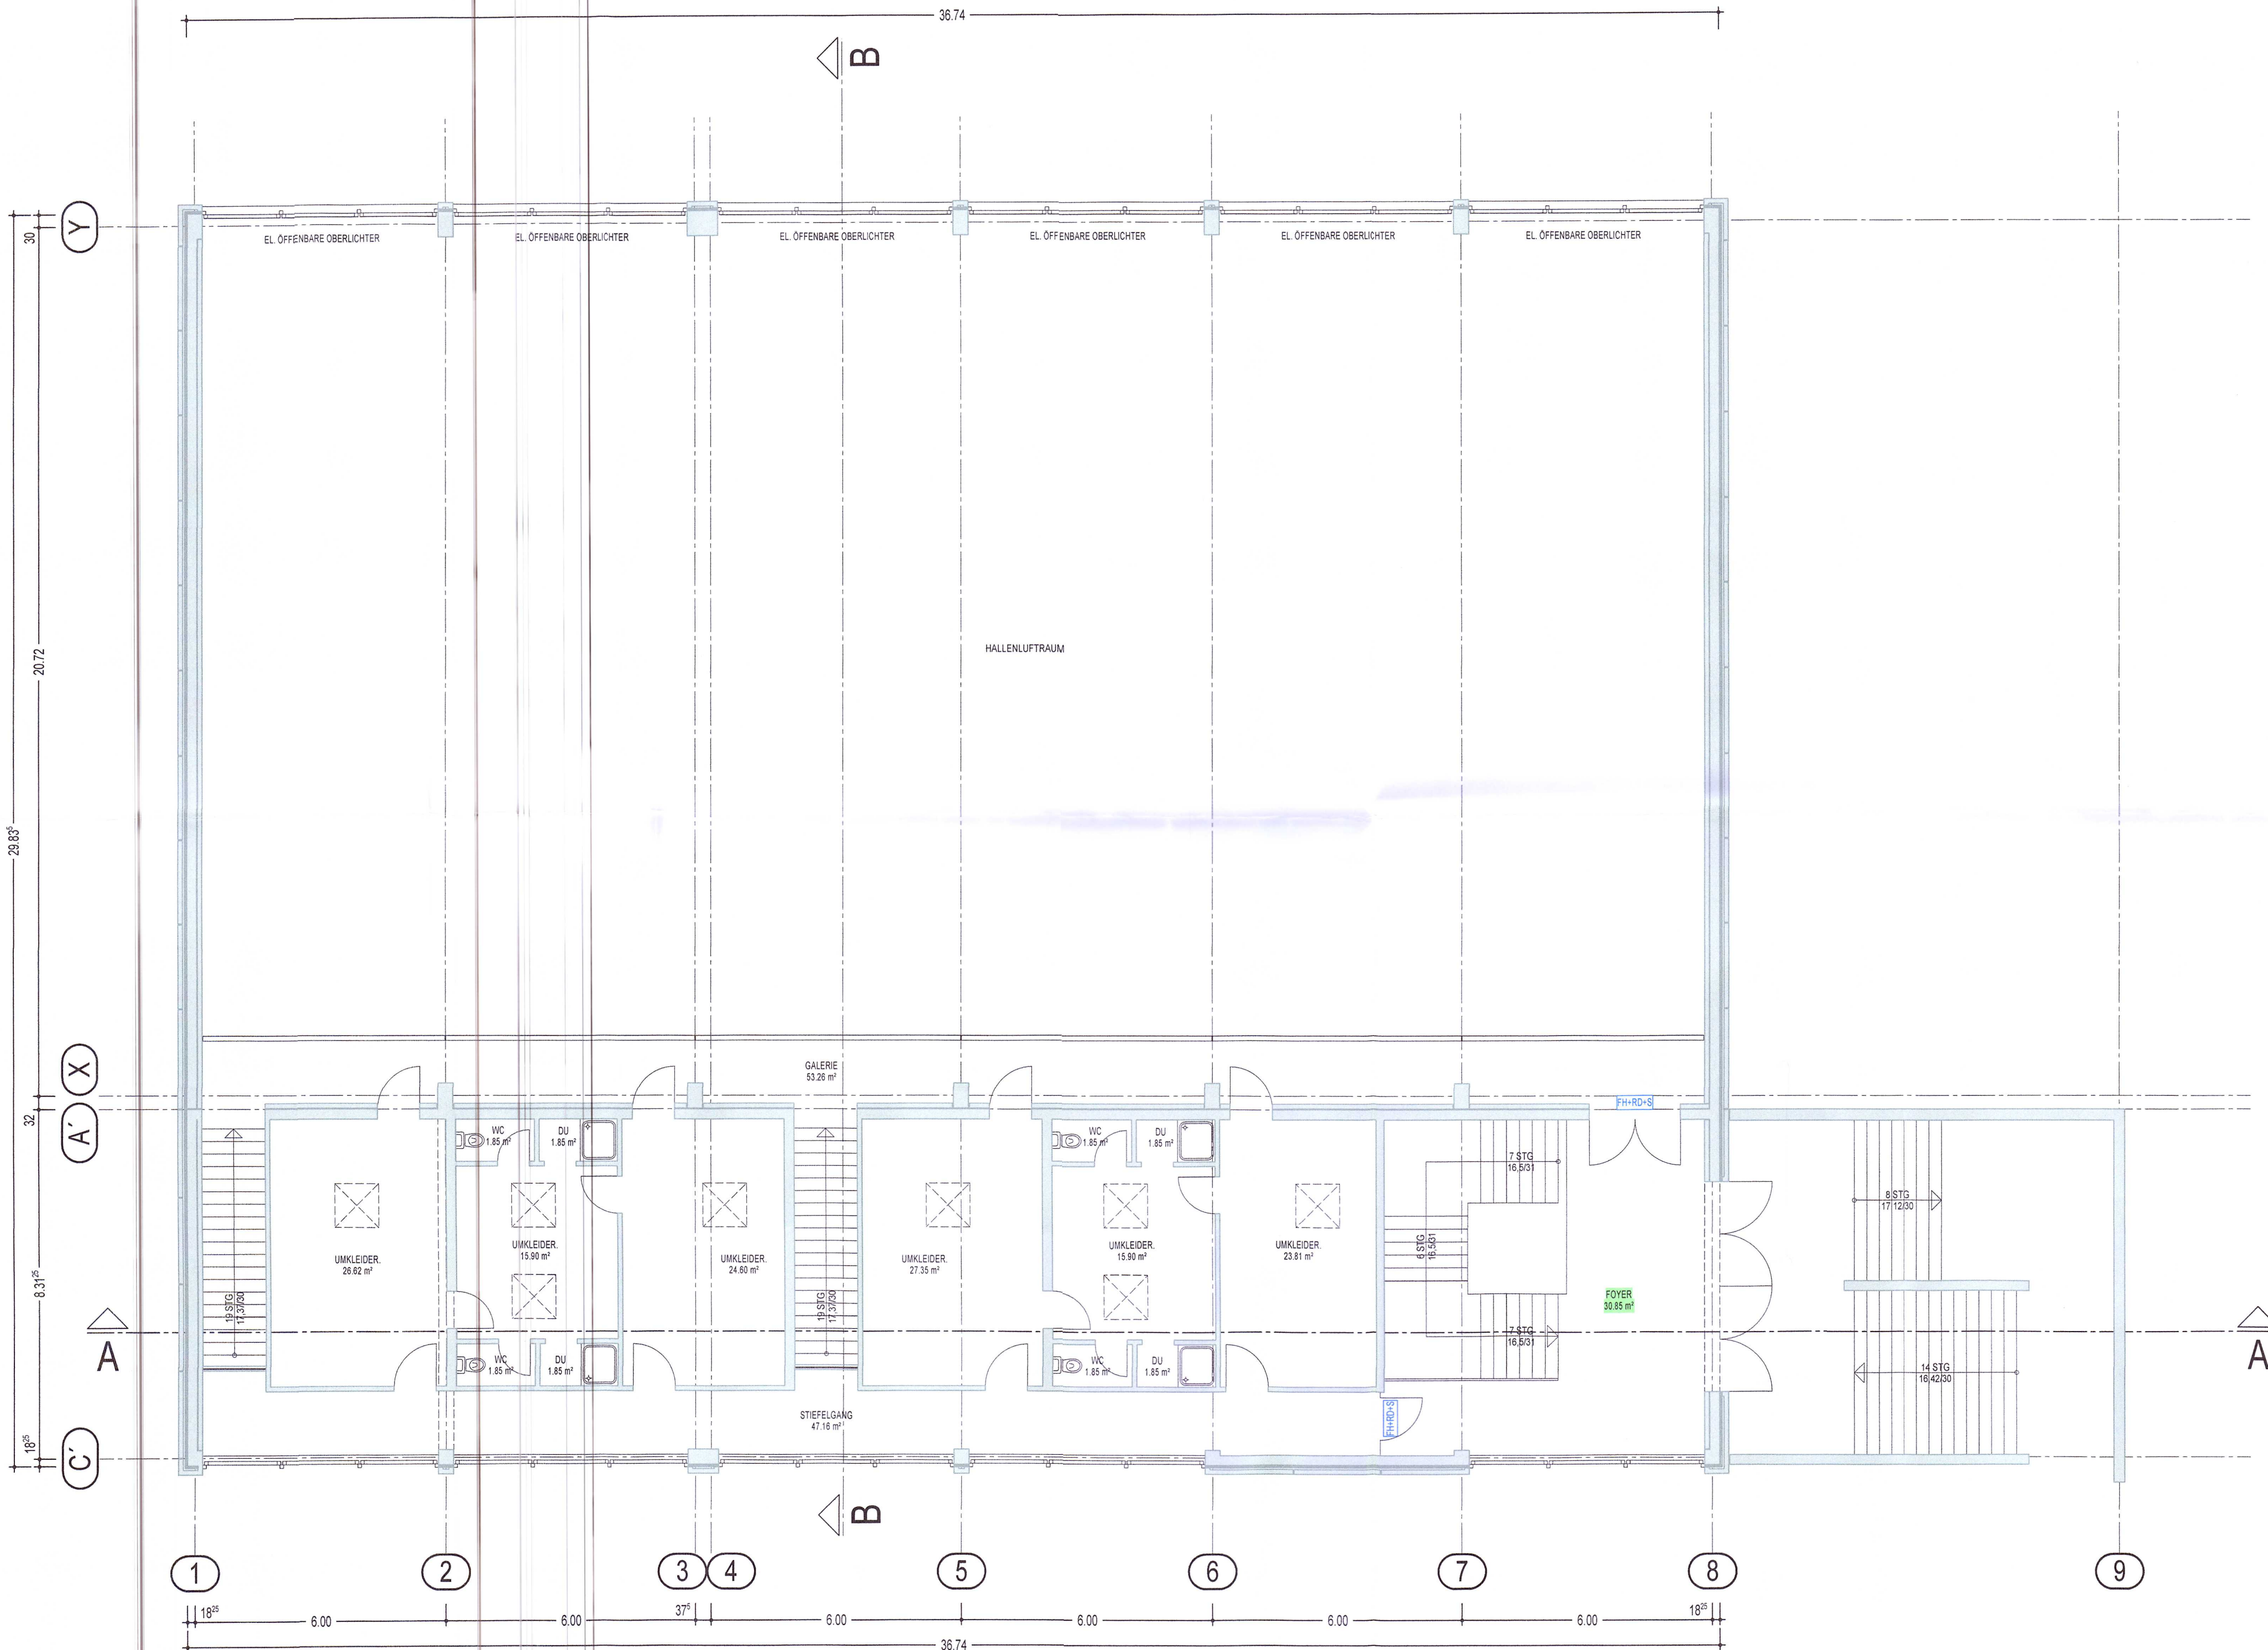 36.74
B
Y
30
EL. ÖFFENBARE OBERLICHTER
EL. ÖFFENBARE OBERLICHTER
EL. ÖFFENBARE OBERLICHTER
EL. ÖFFENBARE OBERLICHTER
EL. ÖFFENBARE OBERLICHTER
EL. ÖFFENBARE OBERLICHTER
20.72
HALLENLUFTRAUM
29.83⁵
X
GALERIE
53.26 m²
FH+RD+S
32
A´
WC
1.85 m²
DU
1.85 m²
WC
1.85 m²
DU
1.85 m²
7 STG
16,5/31
8 STG
17,12/30
UMKLEIDER.
26.62 m²
UMKLEIDER.
15.90 m²
UMKLEIDER.
24.60 m²
UMKLEIDER.
27.35 m²
UMKLEIDER.
15.90 m²
UMKLEIDER.
23.81 m²
6 STG
16,5/31
8.31²⁵
19 STG
17,37/30
19 STG
17,37/30
FOYER
30.85 m²
7 STG
16,5/31
A
A
WC
1.85 m²
DU
1.85 m²
WC
1.85 m²
DU
1.85 m²
14 STG
16,42/30
STIEFELGANG
47.16 m²
FH+RD+S
18²⁵
C´
B
1
2
3
4
5
6
7
8
9
18²⁵
6.00
6.00
37⁵
6.00
6.00
6.00
6.00
18²⁵
36.74